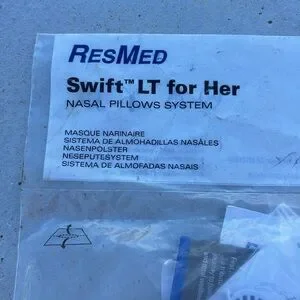 RESMED
Swift™ LT for Her
NASAL PILLOWS SYSTEM
MASQUE NARINAIRE
SISTEMA DE ALMOHADILLAS NASALES
NASENPOLSTER
NESEPUTESYSTEM
SISTEMA DE ALMOFADAS NASAIS